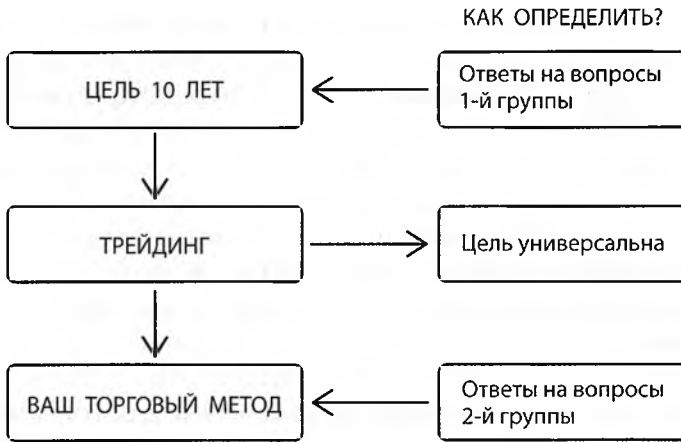 КАК ОПРЕДЕЛИТЬ?
ЦЕЛЬ 10 ЛЕТ
Ответы на вопросы
1-й группы
ТРЕЙДИНГ
Цель универсальна
ВАШ ТОРГОВЫЙ МЕТОД
Ответы на вопросы
2-й группы